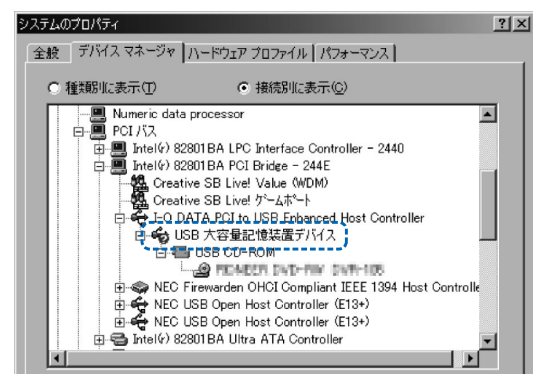 システムのプロパティ
全般 デバイス マネージャ ハードウェア プロファイル パフォーマンス
種類別に表示(T) 接続別に表示(C)
Numeric data processor
PCI バス
Intel(r) 82801BA LPC Interface Controller - 2440
Intel(r) 82801BA PCI Bridge - 244E
Creative SB Live! Value (WDM)
Creative SB Live! ゲームポート
I-O DATA PCI to USB Enhanced Host Controller
USB 大容量記憶装置デバイス
USB CD-ROM
PIONEER DVD-RW
NEC Firewarden OHCI Compliant IEEE 1394 Host Controlle
NEC USB Open Host Controller (E13+)
NEC USB Open Host Controller (E13+)
Intel(r) 82801BA Ultra ATA Controller